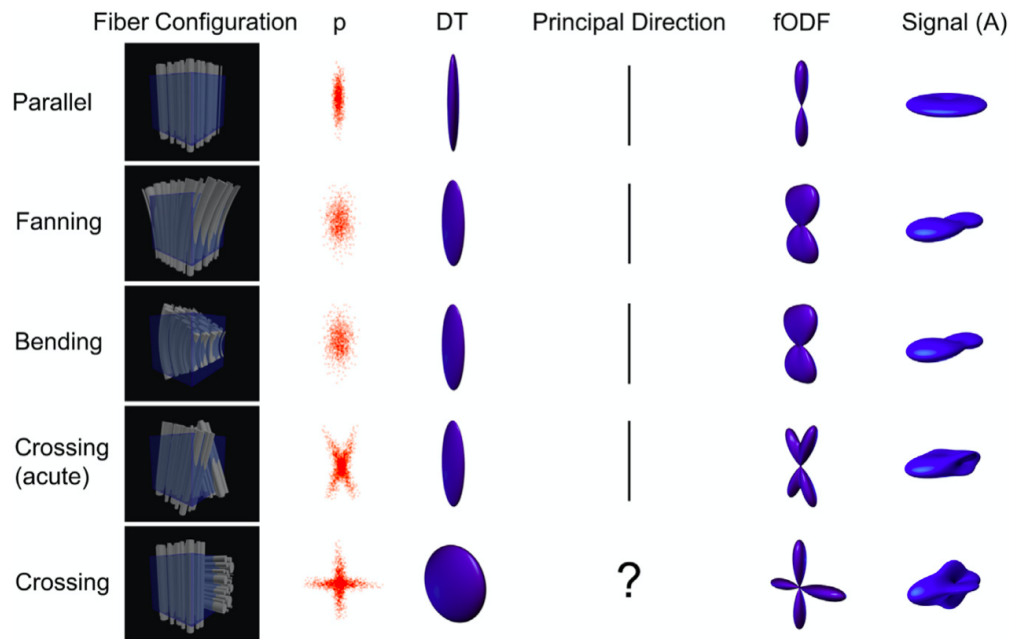 Fiber Configuration p DT Principal Direction fODF Signal (A)
Parallel
Fanning
Bending
Crossing
(acute)
Crossing ?